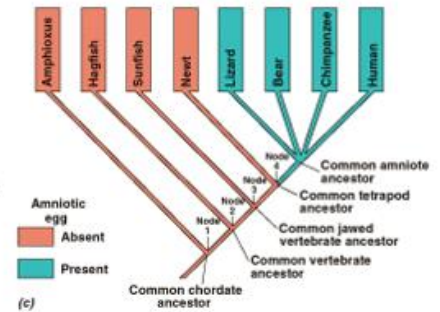 Amphioxus
Hagfish
Sunfish
Newt
Lizard
Bear
Chimpanzee
Human
Node
4
Common amniote
ancestor
Node
3
Common tetrapod
ancestor
Amniotic
egg
Node
2
Absent
Node
1
Common jawed
vertebrate ancestor
Present
Common vertebrate
ancestor
Common chordate
ancestor
(c)